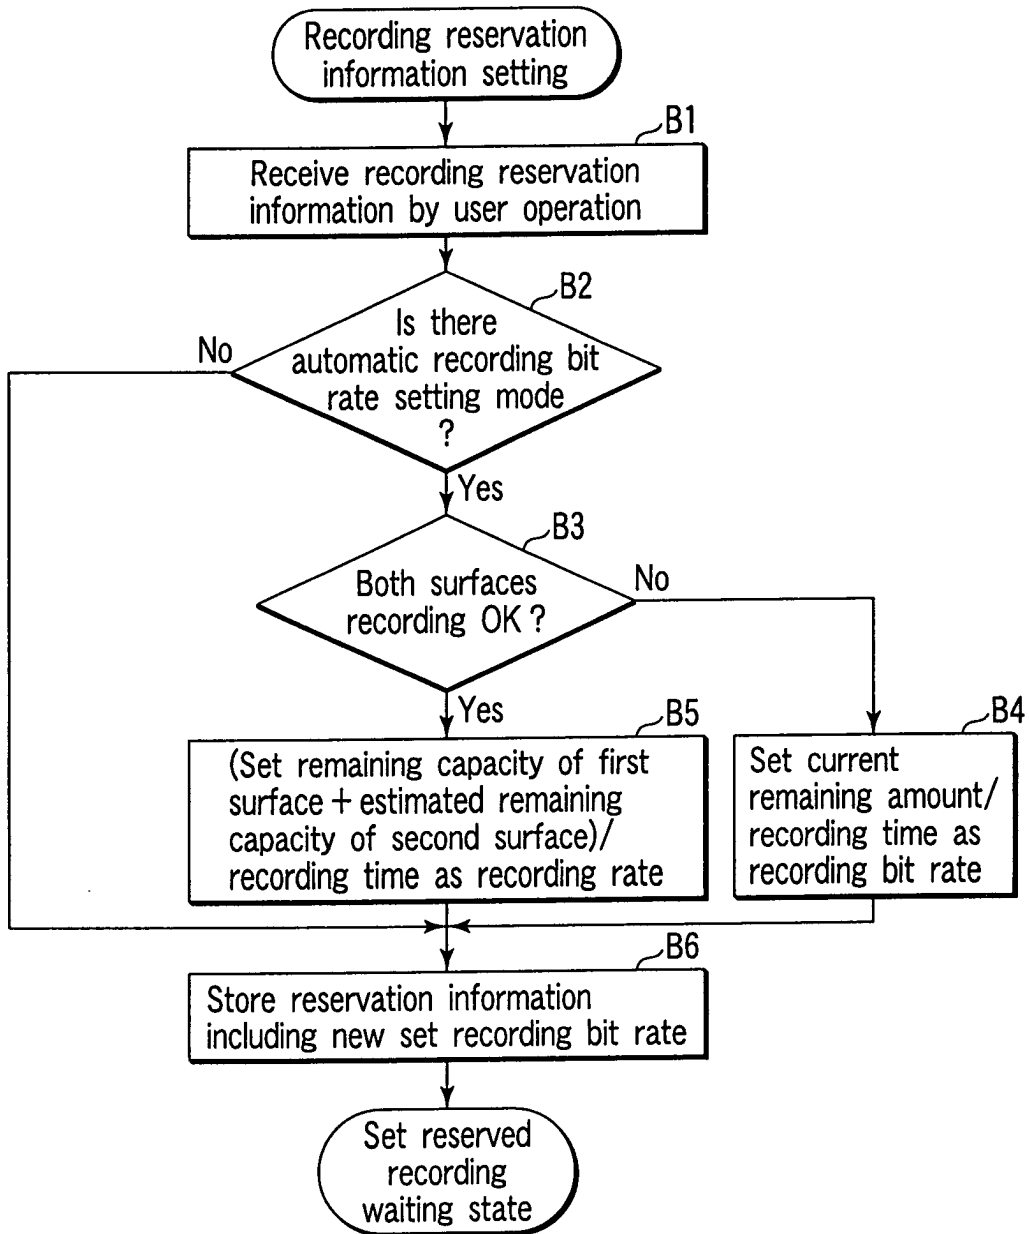 Recording reservation
information setting
B1
Receive recording reservation
information by user operation
B2
Is there
automatic recording bit
rate setting mode
?
No
Yes
B3
Both surfaces
recording OK ?
No
Yes
B5
(Set remaining capacity of first
surface + estimated remaining
capacity of second surface)/
recording time as recording rate
B4
Set current
remaining amount/
recording time as
recording bit rate
B6
Store reservation information
including new set recording bit rate
Set reserved
recording
waiting state